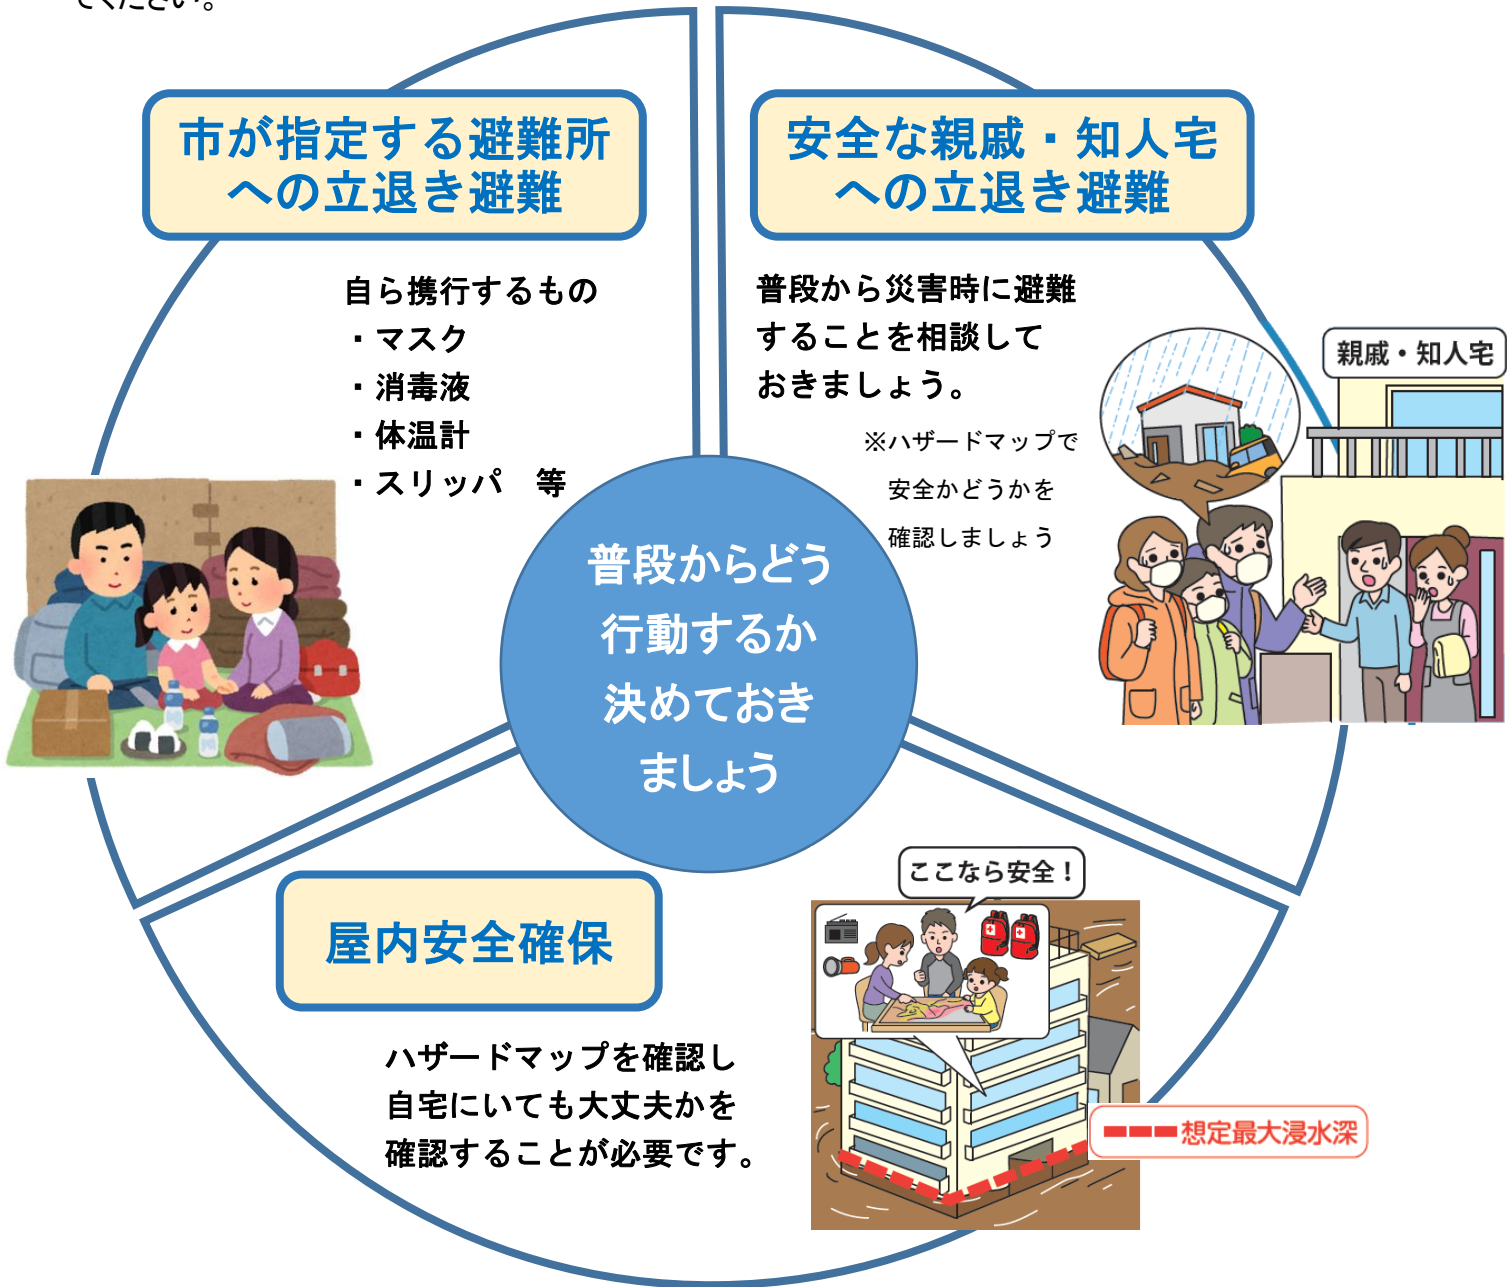 てください。
市が指定する避難所
への立退き避難
自ら携行するもの
・マスク
・消毒液
・体温計
・スリッパ　等
安全な親戚・知人宅
への立退き避難
普段から災害時に避難
することを相談して
おきましょう。
※ハザードマップで
安全かどうかを
確認しましょう
親戚・知人宅
普段からどう
行動するか
決めておき
ましょう
屋内安全確保
ハザードマップを確認し
自宅にいても大丈夫かを
確認することが必要です。
ここなら安全！
想定最大浸水深